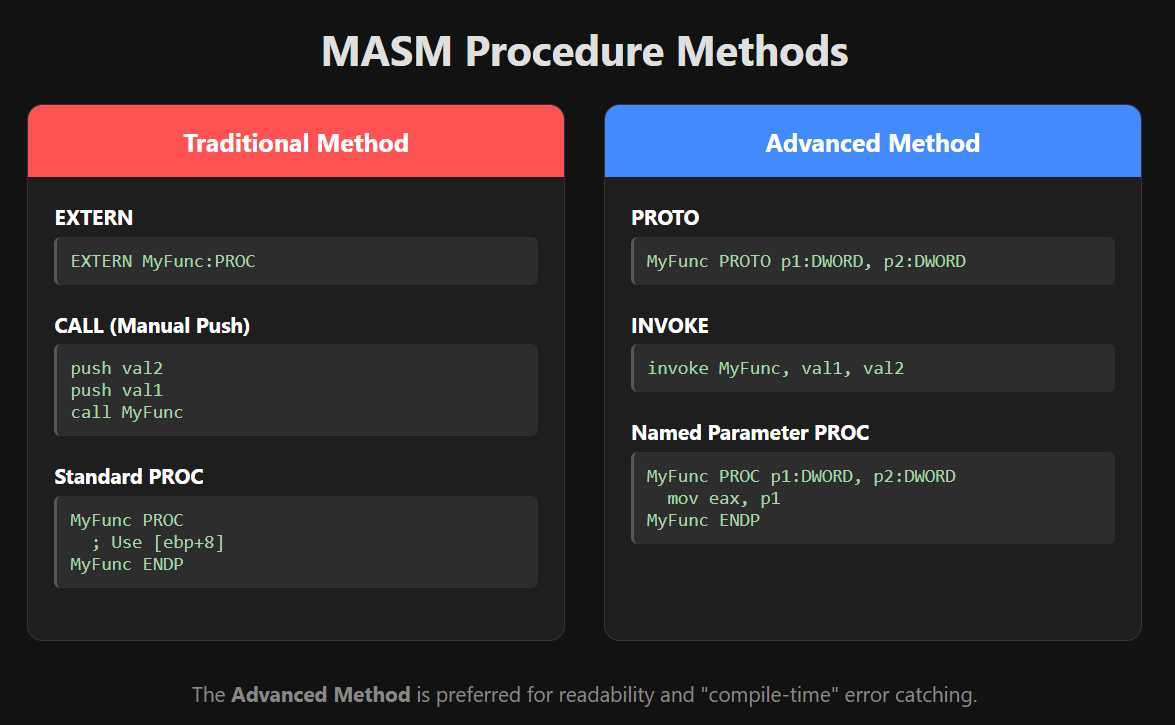 MASM Procedure Methods
Traditional Method
EXTERN
EXTERN MyFunc:PROC
CALL (Manual Push)
push val2
push val1
call MyFunc
Standard PROC
MyFunc PROC
; Use [ebp+8]
MyFunc ENDP
Advanced Method
PROTO
MyFunc PROTO p1:DWORD, p2:DWORD
INVOKE
invoke MyFunc, val1, val2
Named Parameter PROC
MyFunc PROC p1:DWORD, p2:DWORD
mov eax, p1
MyFunc ENDP
The Advanced Method is preferred for readability and "compile-time" error catching.